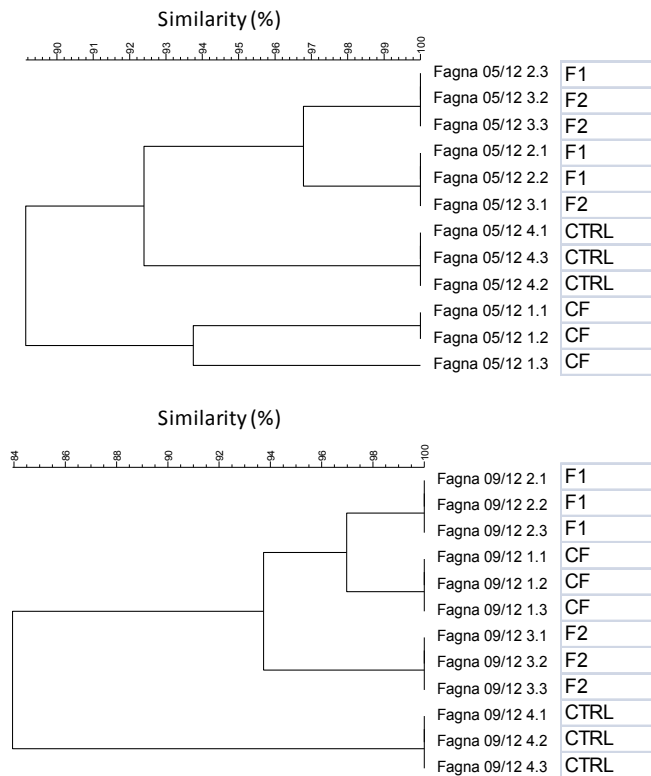 Similarity (%)
90 91 92 93 94 95 96 97 98 99 100
Fagna 05/12 2.3 F1
Fagna 05/12 3.2 F2
Fagna 05/12 3.3 F2
Fagna 05/12 2.1 F1
Fagna 05/12 2.2 F1
Fagna 05/12 3.1 F2
Fagna 05/12 4.1 CTRL
Fagna 05/12 4.3 CTRL
Fagna 05/12 4.2 CTRL
Fagna 05/12 1.1 CF
Fagna 05/12 1.2 CF
Fagna 05/12 1.3 CF
Similarity (%)
84 86 88 90 92 94 96 98 100
Fagna 09/12 2.1 F1
Fagna 09/12 2.2 F1
Fagna 09/12 2.3 F1
Fagna 09/12 1.1 CF
Fagna 09/12 1.2 CF
Fagna 09/12 1.3 CF
Fagna 09/12 3.1 F2
Fagna 09/12 3.2 F2
Fagna 09/12 3.3 F2
Fagna 09/12 4.1 CTRL
Fagna 09/12 4.2 CTRL
Fagna 09/12 4.3 CTRL